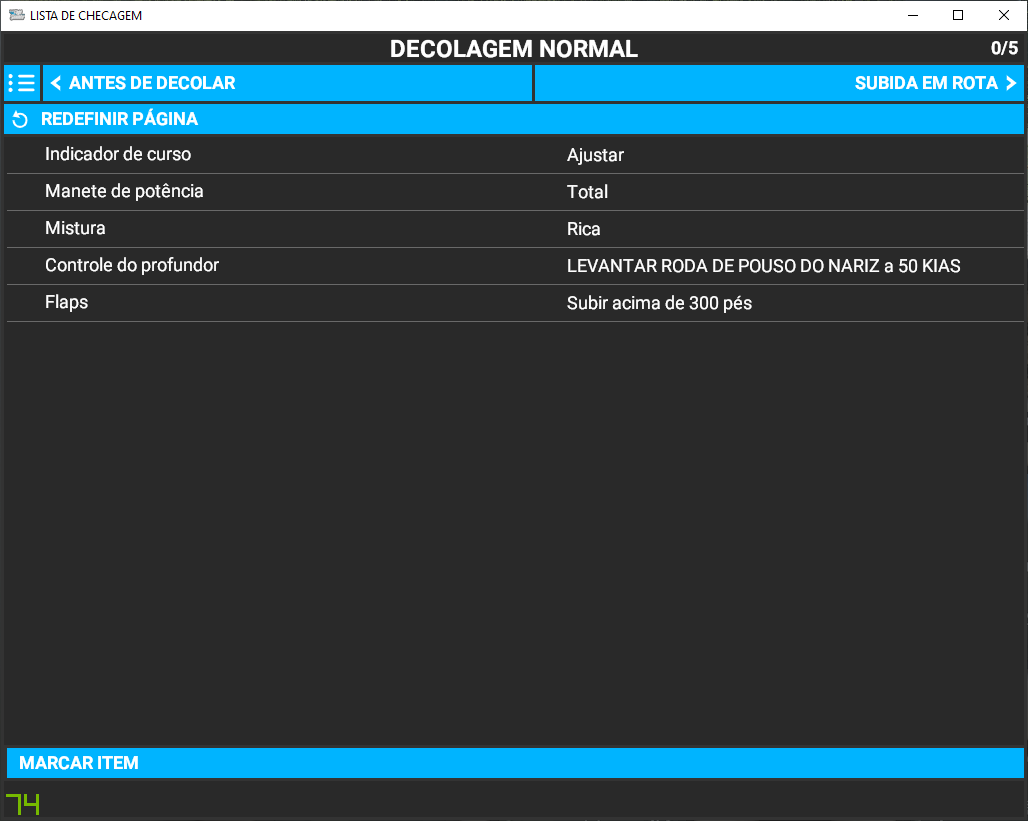 LISTA DE CHECAGEM
DECOLAGEM NORMAL 0/5
ANTES DE DECOLAR SUBIDA EM ROTA
REDEFINIR PÁGINA
Indicador de curso Ajustar
Manete de potência Total
Mistura Rica
Controle do profundor LEVANTAR RODA DE POUSO DO NARIZ a 50 KIAS
Flaps Subir acima de 300 pés
MARCAR ITEM
74